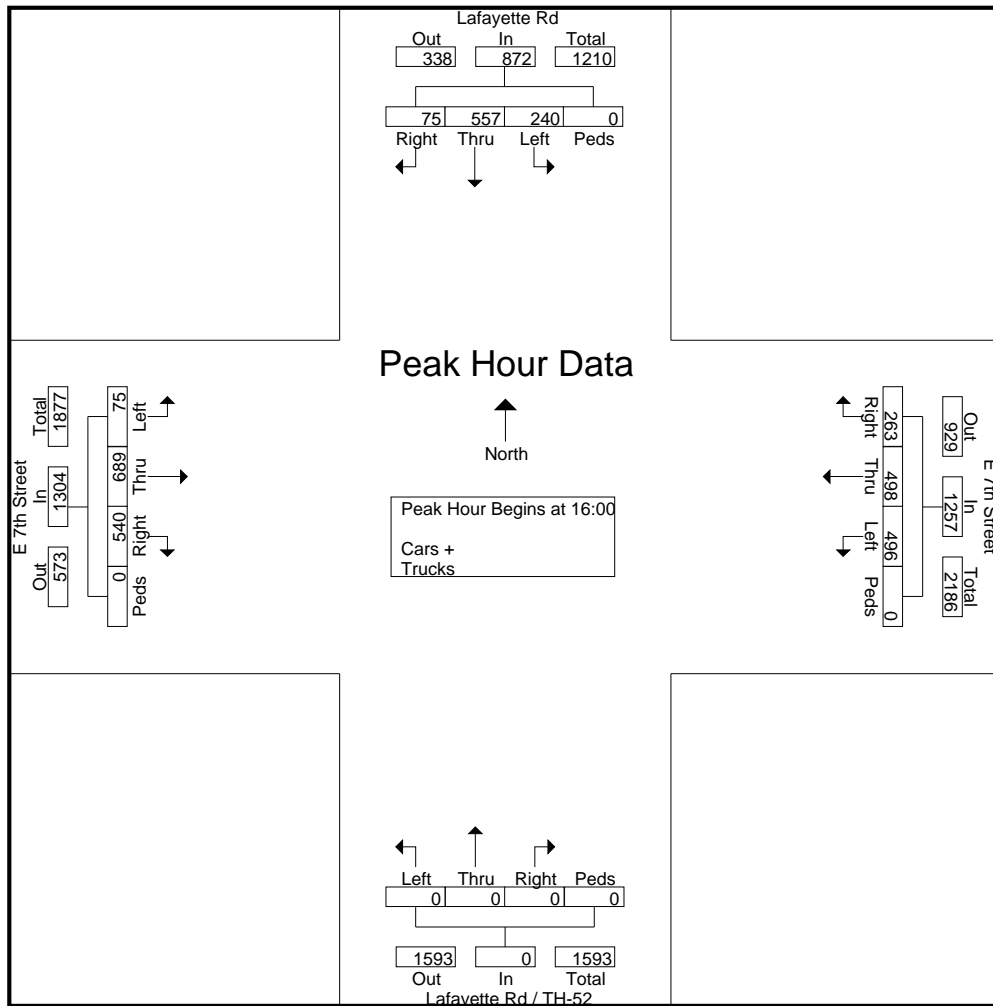 Lafayette Rd
Out In Total
338 872 1210
75 557 240 0
Right Thru Left Peds
Peak Hour Data
North
Peak Hour Begins at 16:00
Cars +
Trucks
E 7th Street
Total In Out
1877 1304 573
75 689 540 0
Left Thru Right Peds
E 7th Street
Out In Total
929 1257 2186
263 498 496 0
Right Thru Left Peds
Left Thru Right Peds
0 0 0 0
1593 0 1593
Out In Total
Lafayette Rd / TH-52